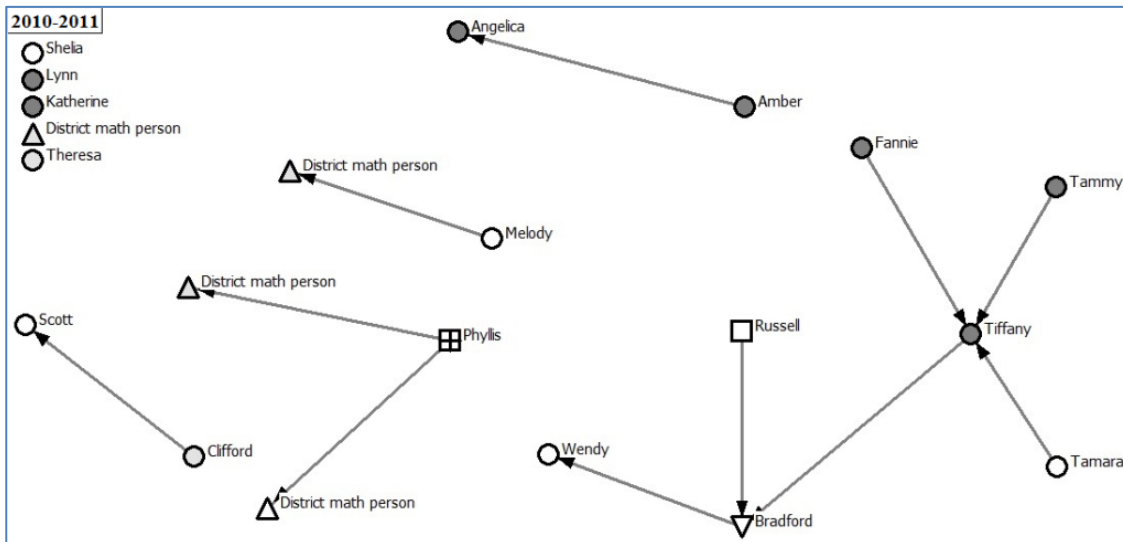 2010-2011
Shelia
Lynn
Katherine
District math person
Theresa
Angelica
Amber
Fannie
District math person
Tammy
Melody
District math person
Scott
Phyllis
Russell
Tiffany
Clifford
Wendy
Tamara
District math person
Bradford